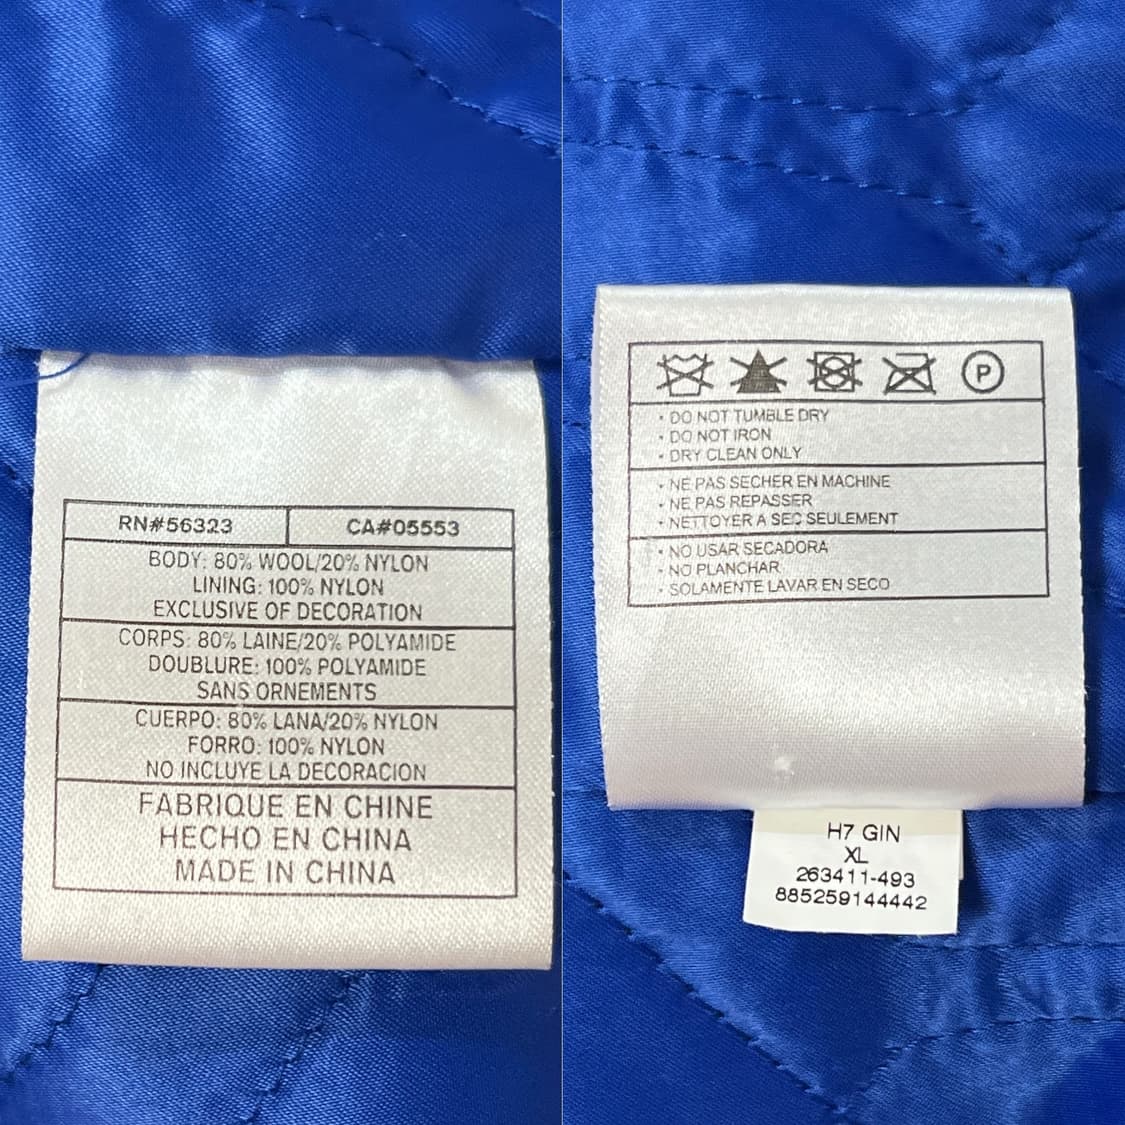 RN#56323 CA#05553
BODY: 80% WOOL/20% NYLON
LINING: 100% NYLON
EXCLUSIVE OF DECORATION
CORPS: 80% LAINE/20% POLYAMIDE
DOUBLURE: 100% POLYAMIDE
SANS ORNEMENTS
CUERPO: 80% LANA/20% NYLON
FORRO: 100% NYLON
NO INCLUYE LA DECORACION
FABRIQUE EN CHINE
HECHO EN CHINA
MADE IN CHINA
P
• DO NOT TUMBLE DRY
• DO NOT IRON
• DRY CLEAN ONLY
• NE PAS SECHER EN MACHINE
• NE PAS REPASSER
• NETTOYER A SEC SEULEMENT
• NO USAR SECADORA
• NO PLANCHAR
• SOLAMENTE LAVAR EN SECO
H7 GIN
XL
263411-493
885259144442